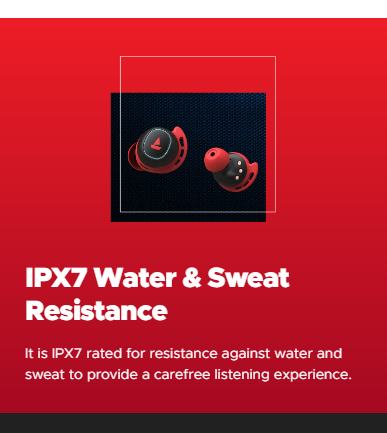 IPX7 Water & Sweat
Resistance
It is IPX7 rated for resistance against water and
sweat to provide a carefree listening experience.